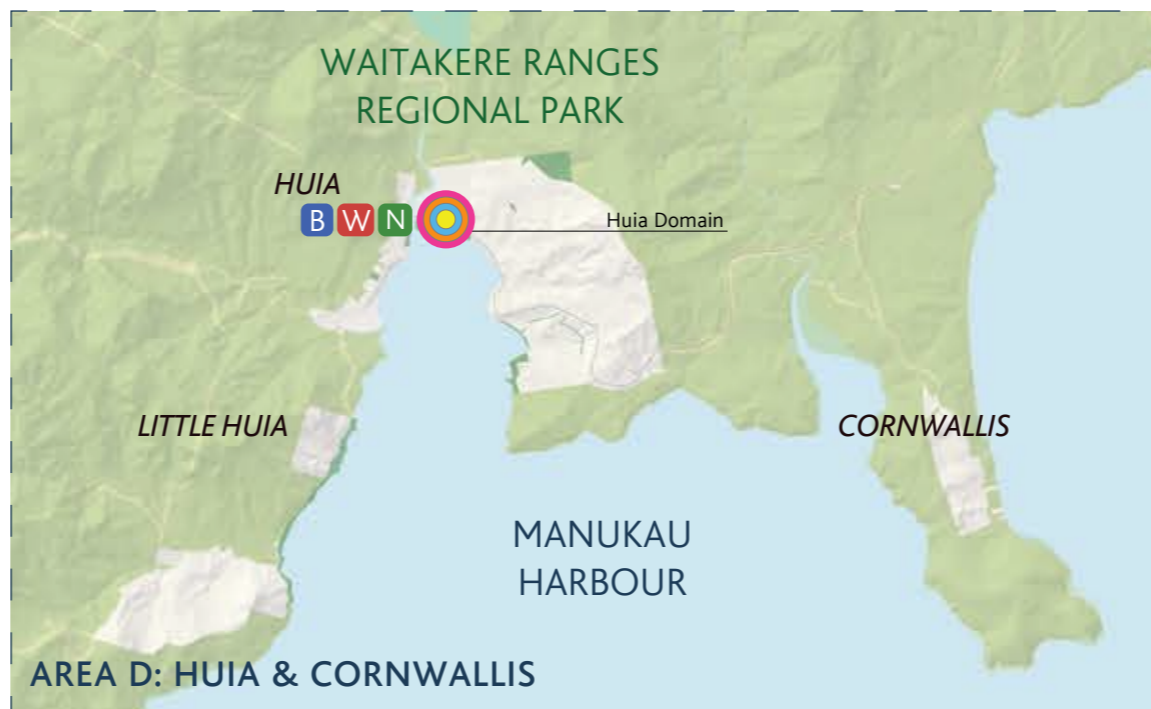 WAITAKERE RANGES
REGIONAL PARK
HUIA
B W N
Huia Domain
LITTLE HUIA
CORNWALLIS
MANUKAU
HARBOUR
AREA D: HUIA & CORNWALLIS